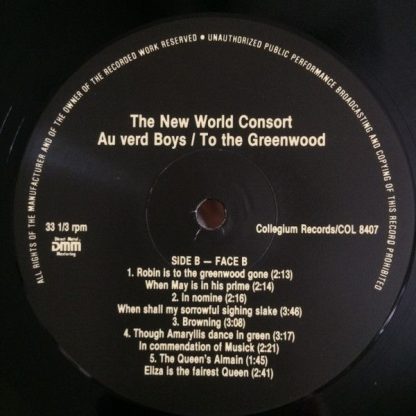 ALL RIGHTS OF THE MANUFACTURER AND OF THE OWNER OF THE RECORDED WORK RESERVED • UNAUTHORIZED PUBLIC PERFORMANCE BROADCASTING AND COPYING OF THIS RECORD PROHIBITED
The New World Consort
Au verd Boys / To the Greenwood
33 1/3 rpm
Collegium Records/COL 8407
Direct Metal
DMM
Mastering
SIDE B — FACE B
1. Robin is to the greenwood gone (2:13)
When May is in his prime (2:14)
2. In nomine (2:16)
When shall my sorrowful sighing slake (3:46)
3. Browning (3:08)
4. Though Amaryllis dance in green (3:17)
In commendation of Musick (2:21)
5. The Queen's Almain (1:45)
Eliza is the fairest Queen (2:41)